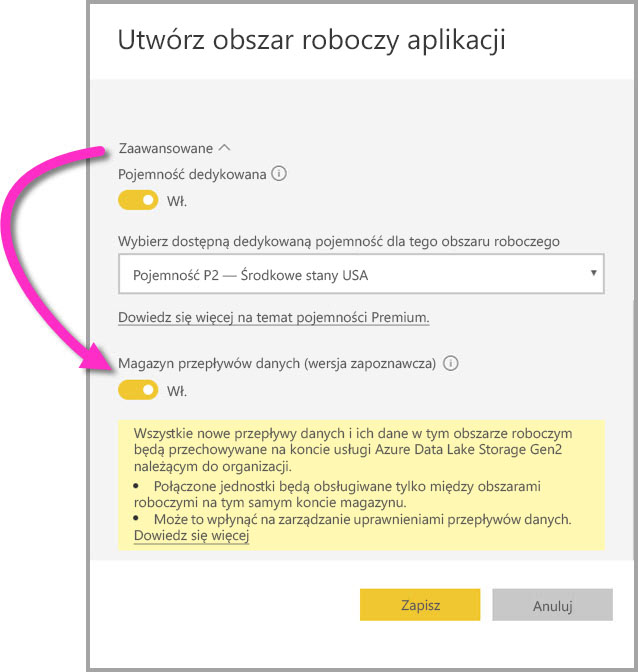 Utwórz obszar roboczy aplikacji
Zaawansowane
Pojemność dedykowana
Wł.
Wybierz dostępną dedykowaną pojemność dla tego obszaru roboczego
Pojemność P2 — Środkowe stany USA
Dowiedz się więcej na temat pojemności Premium.
Magazyn przepływów danych (wersja zapoznawcza)
Wł.
Wszystkie nowe przepływy danych i ich dane w tym obszarze roboczym
będą przechowywane na koncie usługi Azure Data Lake Storage Gen2
należącym do organizacji.
• Połączone jednostki będą obsługiwane tylko między obszarami
roboczymi na tym samym koncie magazynu.
• Może to wpłynąć na zarządzanie uprawnieniami przepływów danych.
Dowiedz się więcej
Zapisz
Anuluj